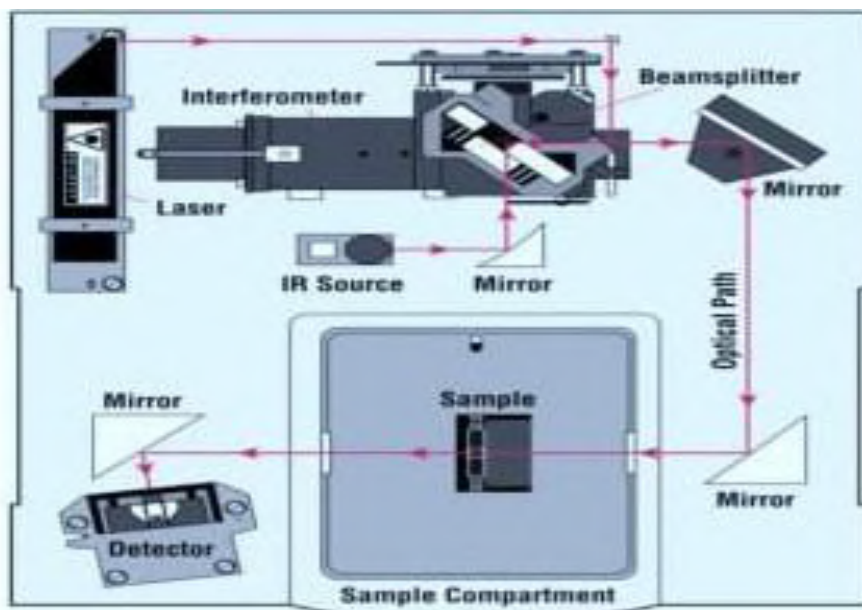 Beamsplitter
Interferometer
Mirror
Laser
IR Source
Mirror
Optical Path
Mirror
Sample
Mirror
Detector
Sample Compartment